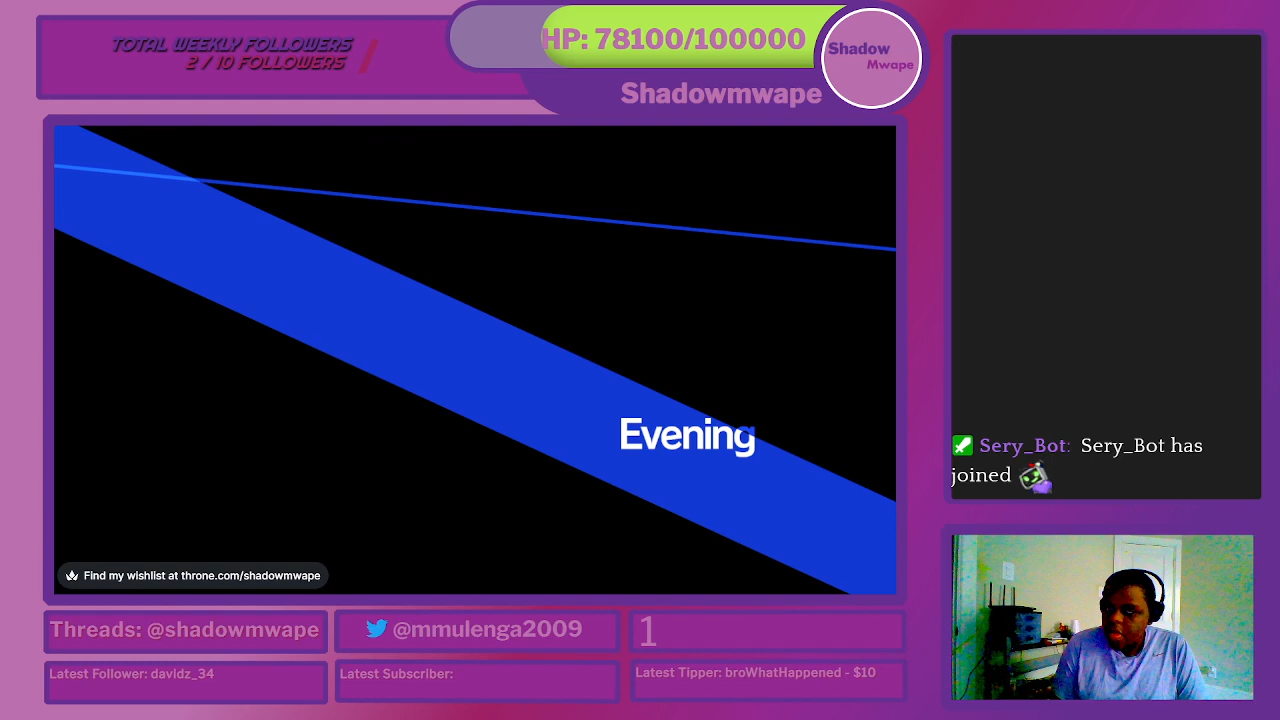 TOTAL WEEKLY FOLLOWERS
2 / 10 FOLLOWERS
HP: 78100/100000
Shadow
Mwape
Shadowmwape
Evening
Find my wishlist at throne.com/shadowmwape
Sery_Bot: Sery_Bot has
joined
Threads: @shadowmwape
@mmulenga2009
1
Latest Follower: davidz_34
Latest Subscriber:
Latest Tipper: broWhatHappened - $10